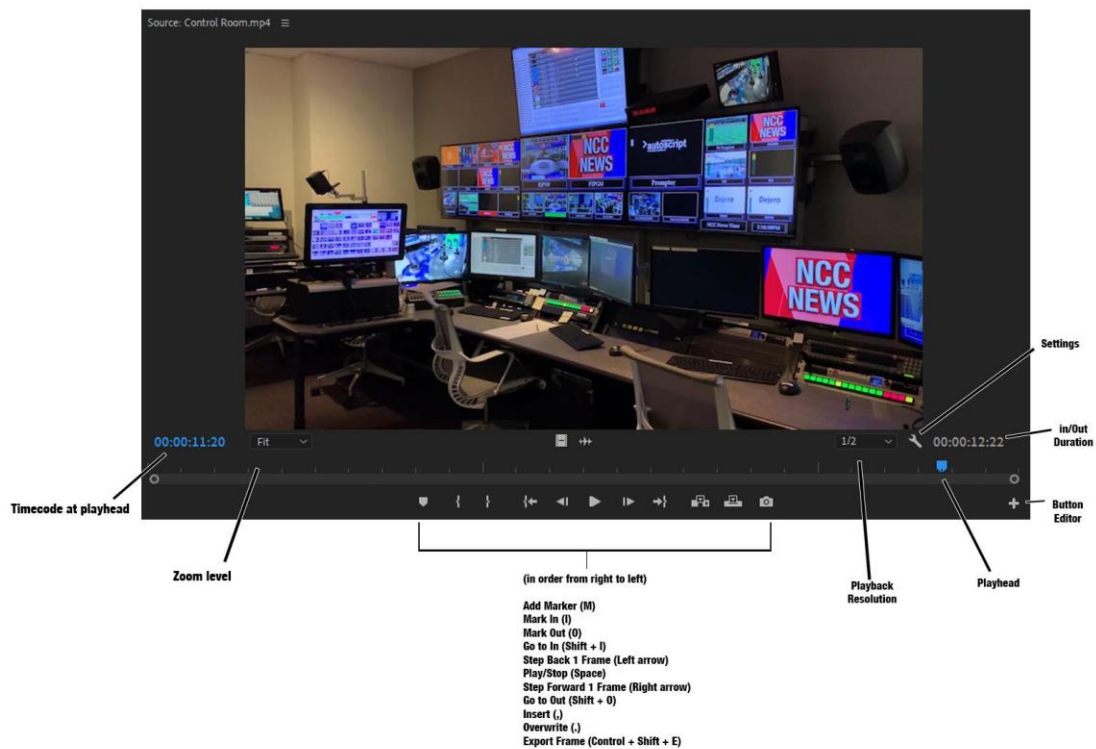 Source: Control Room.mp4
NCC NEWS
NCC
NEWS
autoscript
Prompter
Dejero
Dejero
NCC
NEWS
Settings
00:00:11:20
Fit
1/2
00:00:12:22
in/Out
Duration
Timecode at playhead
Button
Editor
Zoom level
Playback
Resolution
Playhead
(in order from right to left)
Add Marker (M)
Mark In (I)
Mark Out (O)
Go to In (Shift + I)
Step Back 1 Frame (Left arrow)
Play/Stop (Space)
Step Forward 1 Frame (Right arrow)
Go to Out (Shift + O)
Insert (,)
Overwrite (.)
Export Frame (Control + Shift + E)